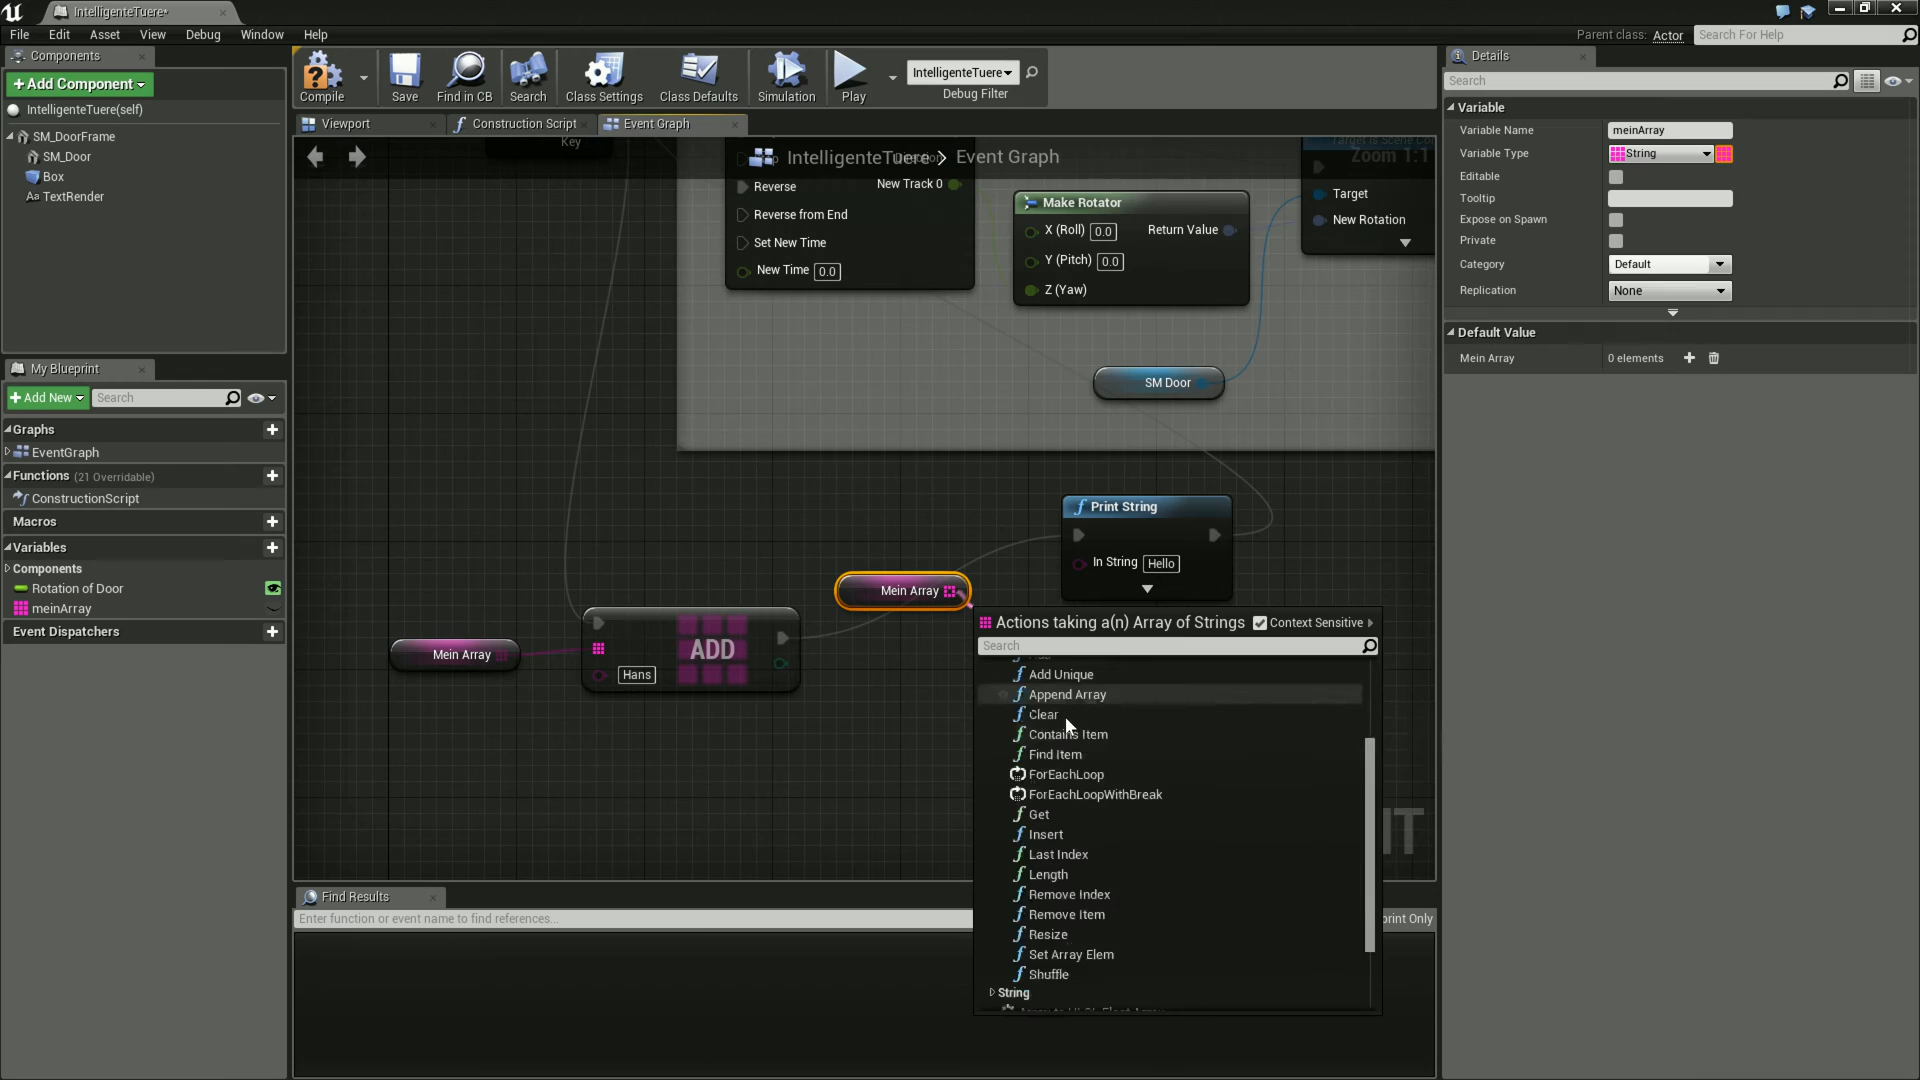 IntelligenteTuere*
File Edit Asset View Debug Window Help
Parent class: Actor Search For Help
Components
+Add Component
IntelligenteTuere(self)
SM_DoorFrame
SM_Door
Box
TextRender
Compile Save Find in CB Search Class Settings Class Defaults Simulation Play
IntelligenteTuere
Debug Filter
Viewport Construction Script Event Graph
IntelligenteTuere > Event Graph
Zoom 1:1
Key
Direction
Reverse New Track 0
Reverse from End
Set New Time
New Time 0.0
Make Rotator
X (Roll) 0.0 Return Value
Y (Pitch) 0.0
Z (Yaw)
Target
New Rotation
SM Door
Print String
In String Hello
Mein Array
Mein Array
ADD
Hans
Actions taking a(n) Array of Strings Context Sensitive
Search
Add Unique
Append Array
Clear
Contains Item
Find Item
ForEachLoop
ForEachLoopWithBreak
Get
Insert
Last Index
Length
Remove Index
Remove Item
Resize
Set Array Elem
Shuffle
String
My Blueprint
+Add New Search
Graphs
EventGraph
Functions (21 Overridable)
ConstructionScript
Macros
Variables
Components
Rotation of Door
meinArray
Event Dispatchers
Find Results
Enter function or event name to find references...
Details
Search
Variable
Variable Name meinArray
Variable Type String
Editable
Tooltip
Expose on Spawn
Private
Category Default
Replication None
Default Value
Mein Array 0 elements